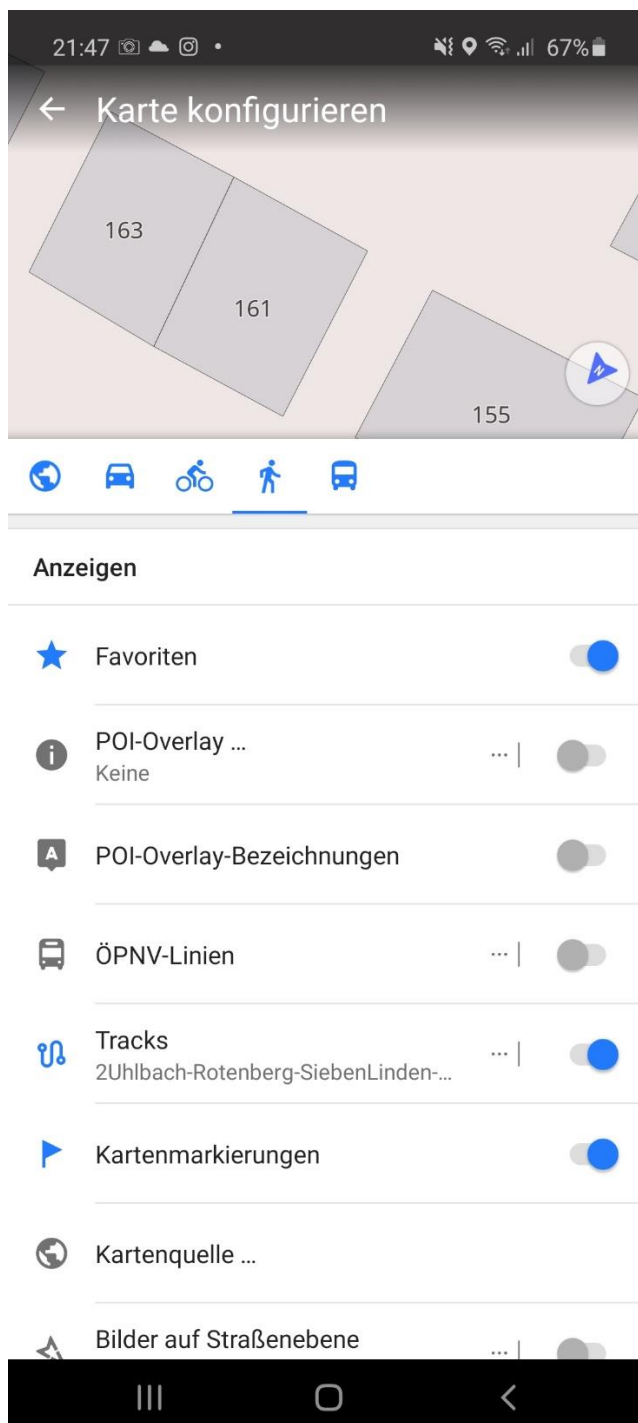 21:47
67%
Karte konfigurieren
163
161
155
N
Anzeigen
Favoriten
POI-Overlay ...
Keine
A
POI-Overlay-Bezeichnungen
ÖPNV-Linien
Tracks
2Uhlbach-Rotenberg-SiebenLinden-...
Kartenmarkierungen
Kartenquelle ...
Bilder auf Straßenebene